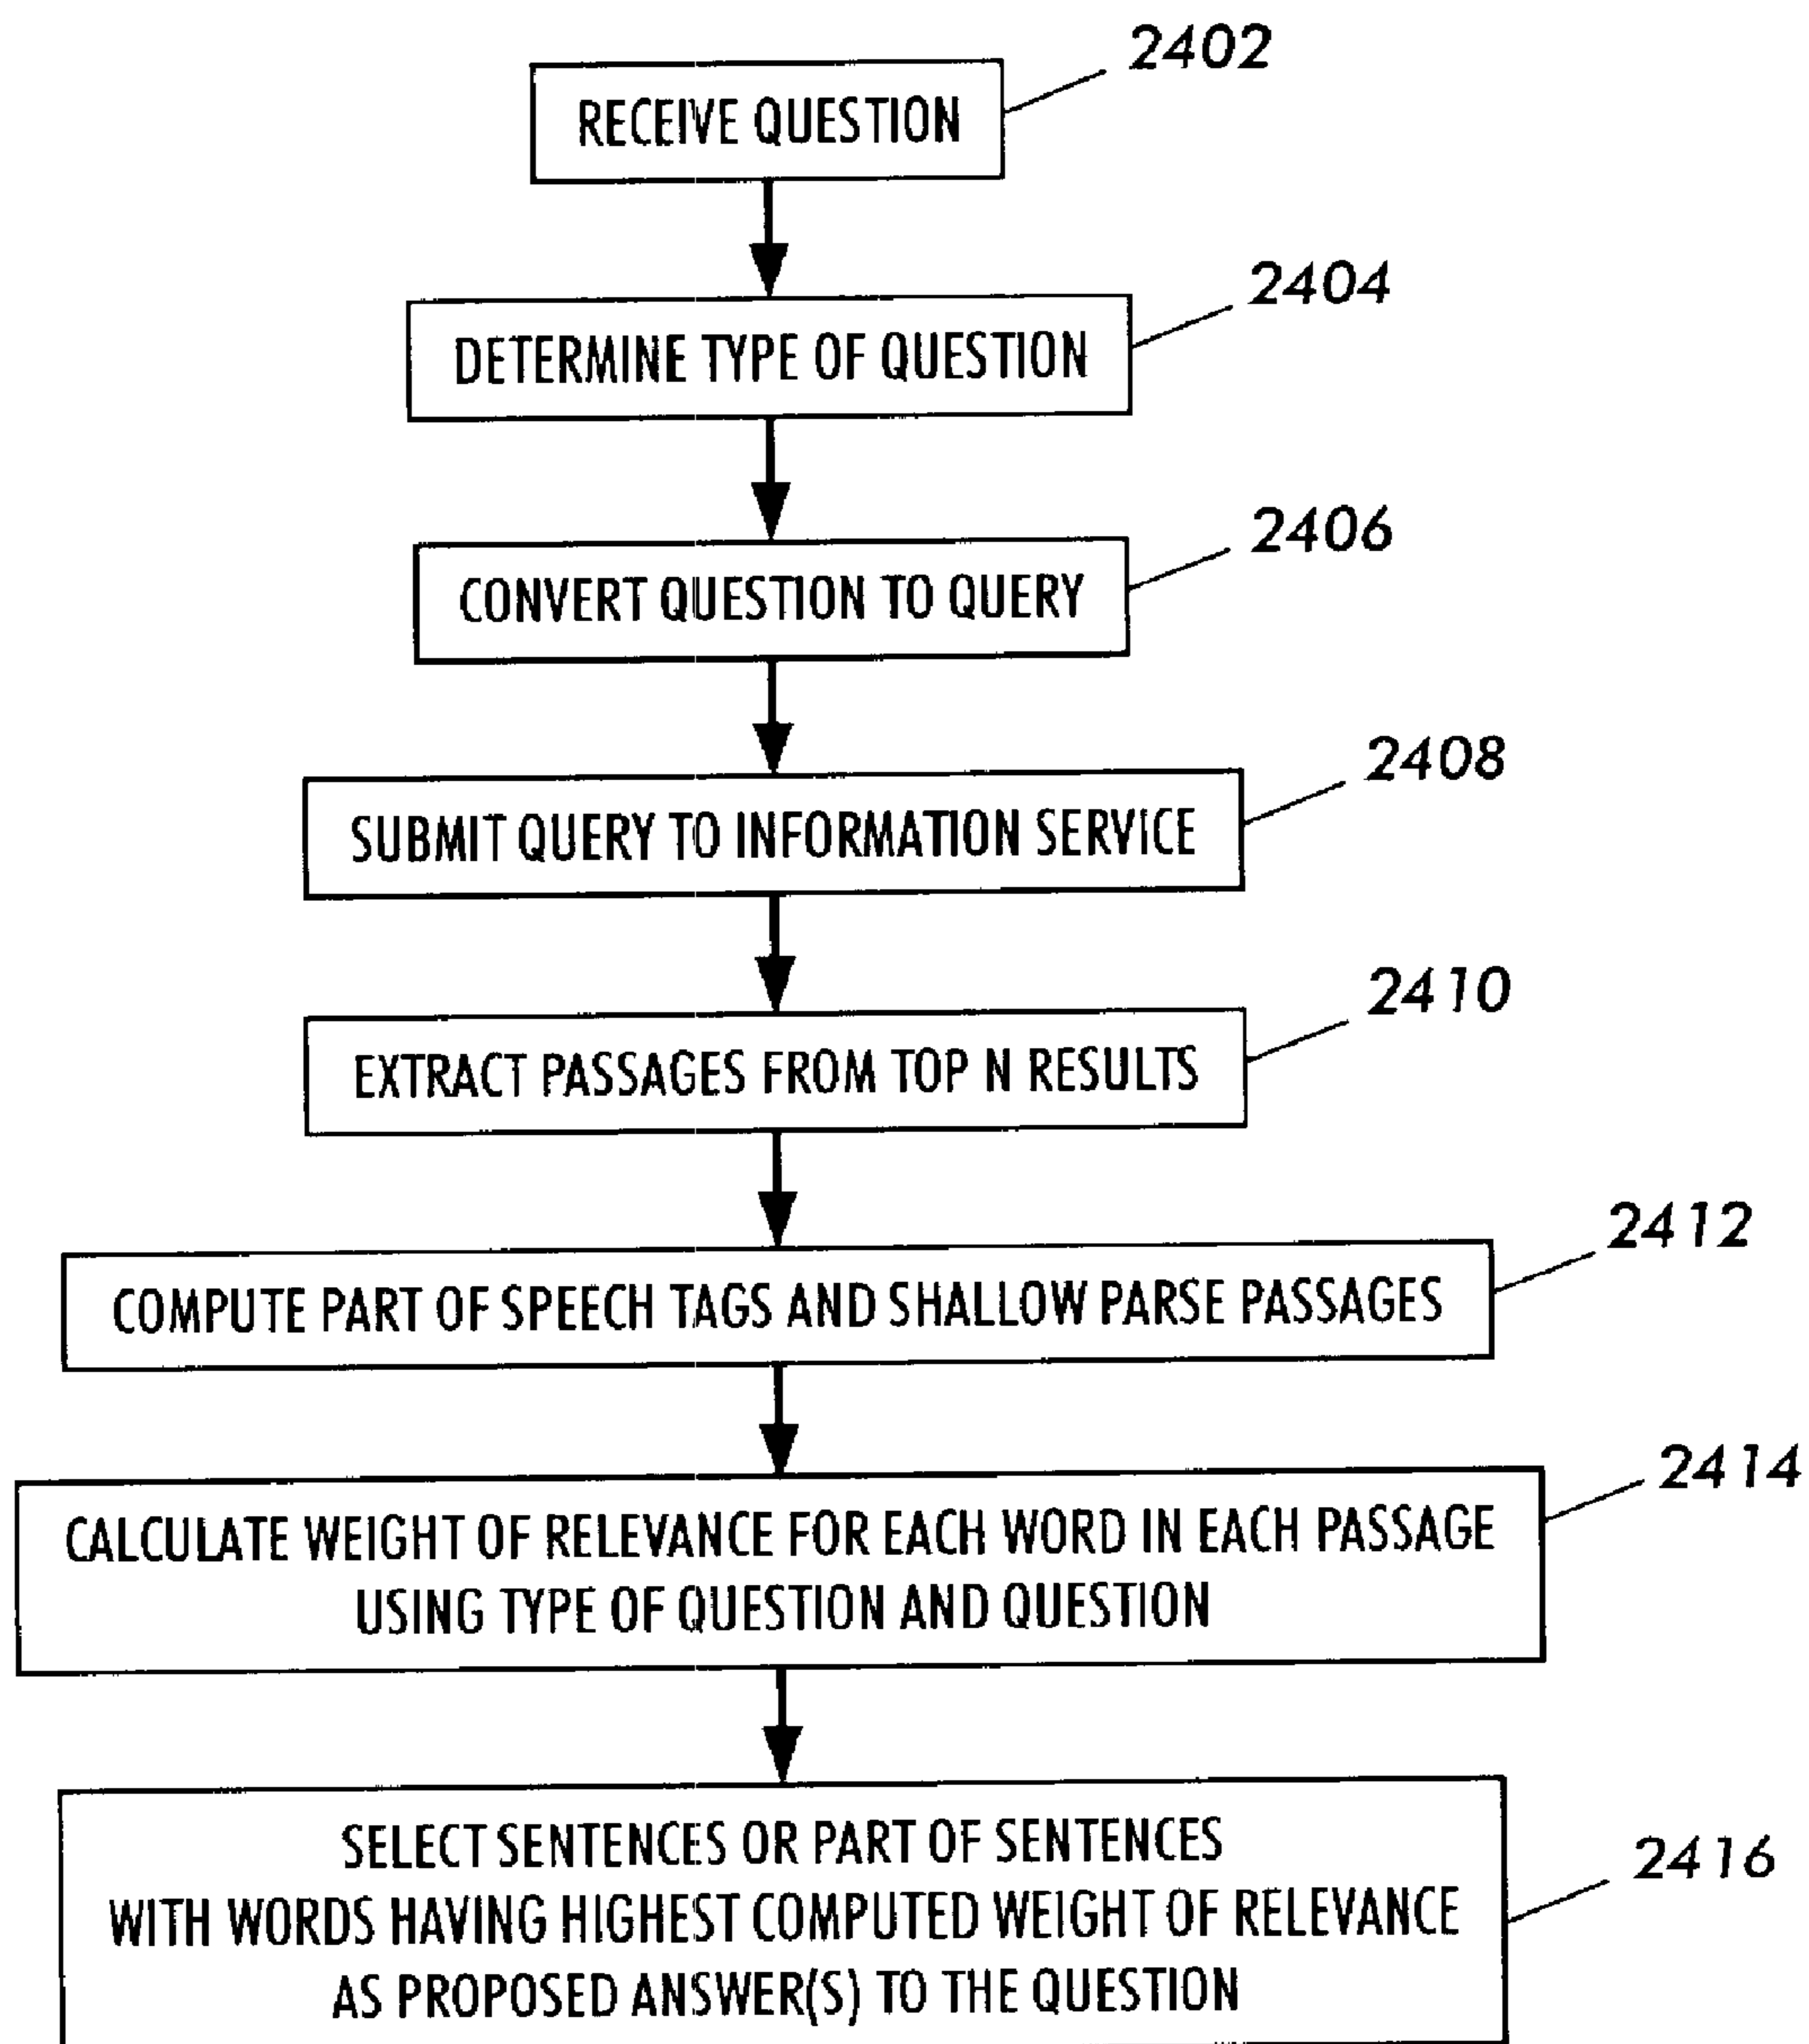 2402
RECEIVE QUESTION
2404
DETERMINE TYPE OF QUESTION
2406
CONVERT QUESTION TO QUERY
2408
SUBMIT QUERY TO INFORMATION SERVICE
2410
EXTRACT PASSAGES FROM TOP N RESULTS
2412
COMPUTE PART OF SPEECH TAGS AND SHALLOW PARSE PASSAGES
2414
CALCULATE WEIGHT OF RELEVANCE FOR EACH WORD IN EACH PASSAGE
USING TYPE OF QUESTION AND QUESTION
2416
SELECT SENTENCES OR PART OF SENTENCES
WITH WORDS HAVING HIGHEST COMPUTED WEIGHT OF RELEVANCE
AS PROPOSED ANSWER(S) TO THE QUESTION